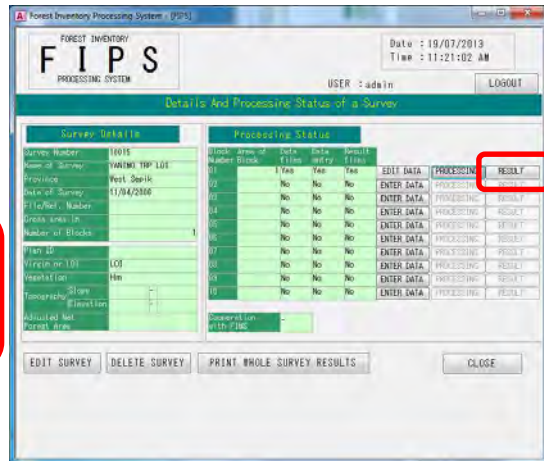 Forest Inventory Processing System - [FIPS]
FOREST INVENTORY
F I P S
PROCESSING SYSTEM
Date : 19/07/2013
Time : 11:21:02 AM
USER : admin
LOGOUT
Details And Processing Status of a Survey
Survey Details
Survey Number 10015
Name of Survey VANIMO TRP LOI
Province West Sepik
Date of Survey 11/04/2000
File/Ref. Number
Gross area in
Number of Blocks 1
Plan ID
Virgin or LOI LOI
Vegetation Hm
Topography Slope -
Elevation -
Adjusted Net
Forest Area
Processing Status
Block Number Area of Block Data files Data entry Result files
01 1 Yes Yes Yes EDIT DATA PROCESSING RESULT
02 No No No ENTER DATA PROCESSING RESULT
03 No No No ENTER DATA PROCESSING RESULT
04 No No No ENTER DATA PROCESSING RESULT
05 No No No ENTER DATA PROCESSING RESULT
06 No No No ENTER DATA PROCESSING RESULT
07 No No No ENTER DATA PROCESSING RESULT
08 No No No ENTER DATA PROCESSING RESULT
09 No No No ENTER DATA PROCESSING RESULT
10 No No No ENTER DATA PROCESSING RESULT
Cooperation
with FIMS -
EDIT SURVEY DELETE SURVEY PRINT WHOLE SURVEY RESULTS CLOSE